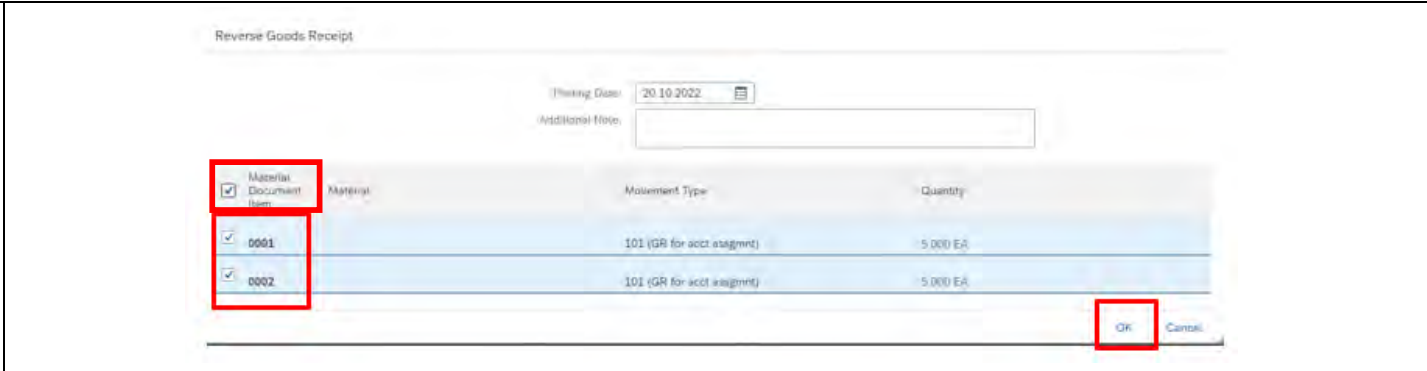 Reverse Goods Receipt
Posting Date: 20.10.2022
Additional Note:
Material Document Item Material Movement Type Quantity
0001 101 (GR for acct assgmnt) 5.000 EA
0002 101 (GR for acct assgmnt) 5.000 EA
OK Cancel